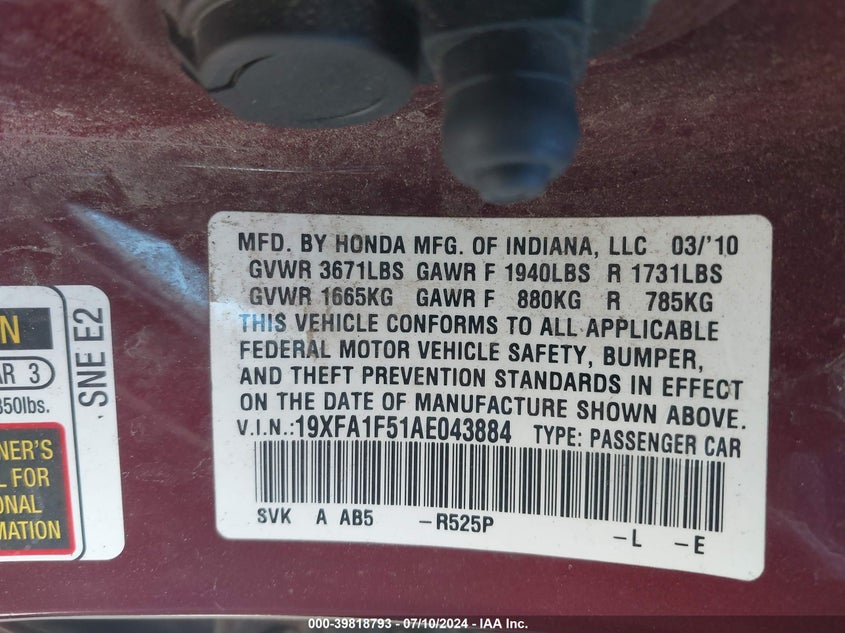 MFD. BY HONDA MFG. OF INDIANA, LLC 03/'10
GVWR 3671LBS GAWR F 1940LBS R 1731LBS
GVWR 1665KG GAWR F 880KG R 785KG
THIS VEHICLE CONFORMS TO ALL APPLICABLE
FEDERAL MOTOR VEHICLE SAFETY, BUMPER,
AND THEFT PREVENTION STANDARDS IN EFFECT
ON THE DATE OF MANUFACTURE SHOWN ABOVE.
V.I.N.:19XFA1F51AE043884 TYPE: PASSENGER CAR
SVK A AB5 -R525P -L -E
N
AR 3
350lbs.
NER'S
L FOR
ONAL
MATION
SNE E2
000-39818793 - 07/10/2024 - IAA Inc.